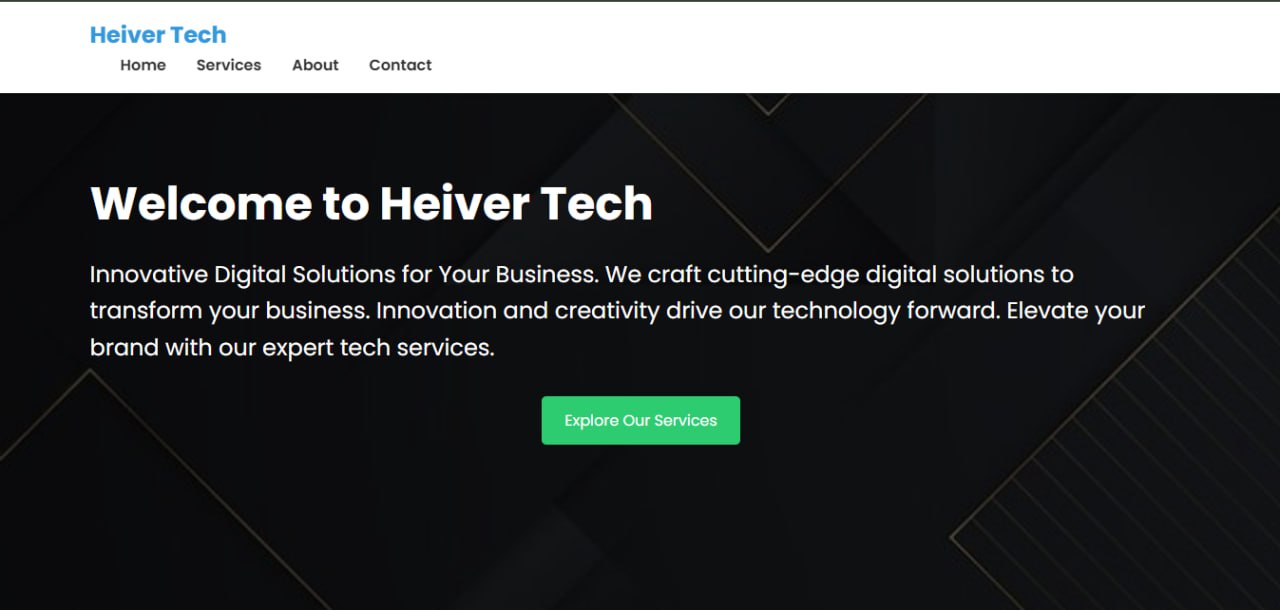 Heiver Tech
Home Services About Contact
Welcome to Heiver Tech
Innovative Digital Solutions for Your Business. We craft cutting-edge digital solutions to
transform your business. Innovation and creativity drive our technology forward. Elevate your
brand with our expert tech services.
Explore Our Services